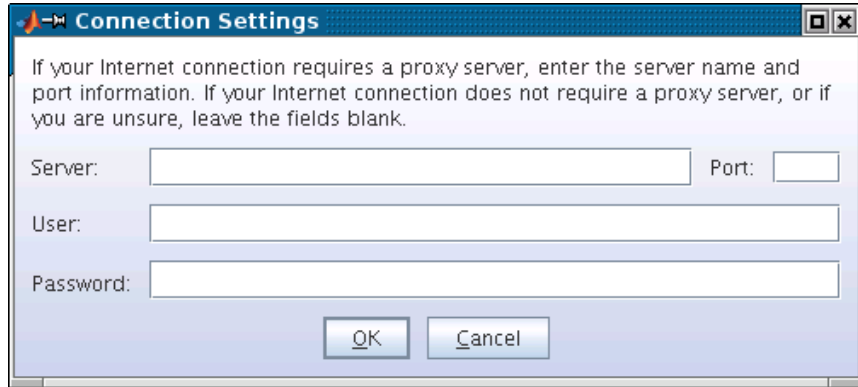 Connection Settings
If your Internet connection requires a proxy server, enter the server name and
port information. If your Internet connection does not require a proxy server, or if
you are unsure, leave the fields blank.
Server: Port:
User:
Password:
OK Cancel